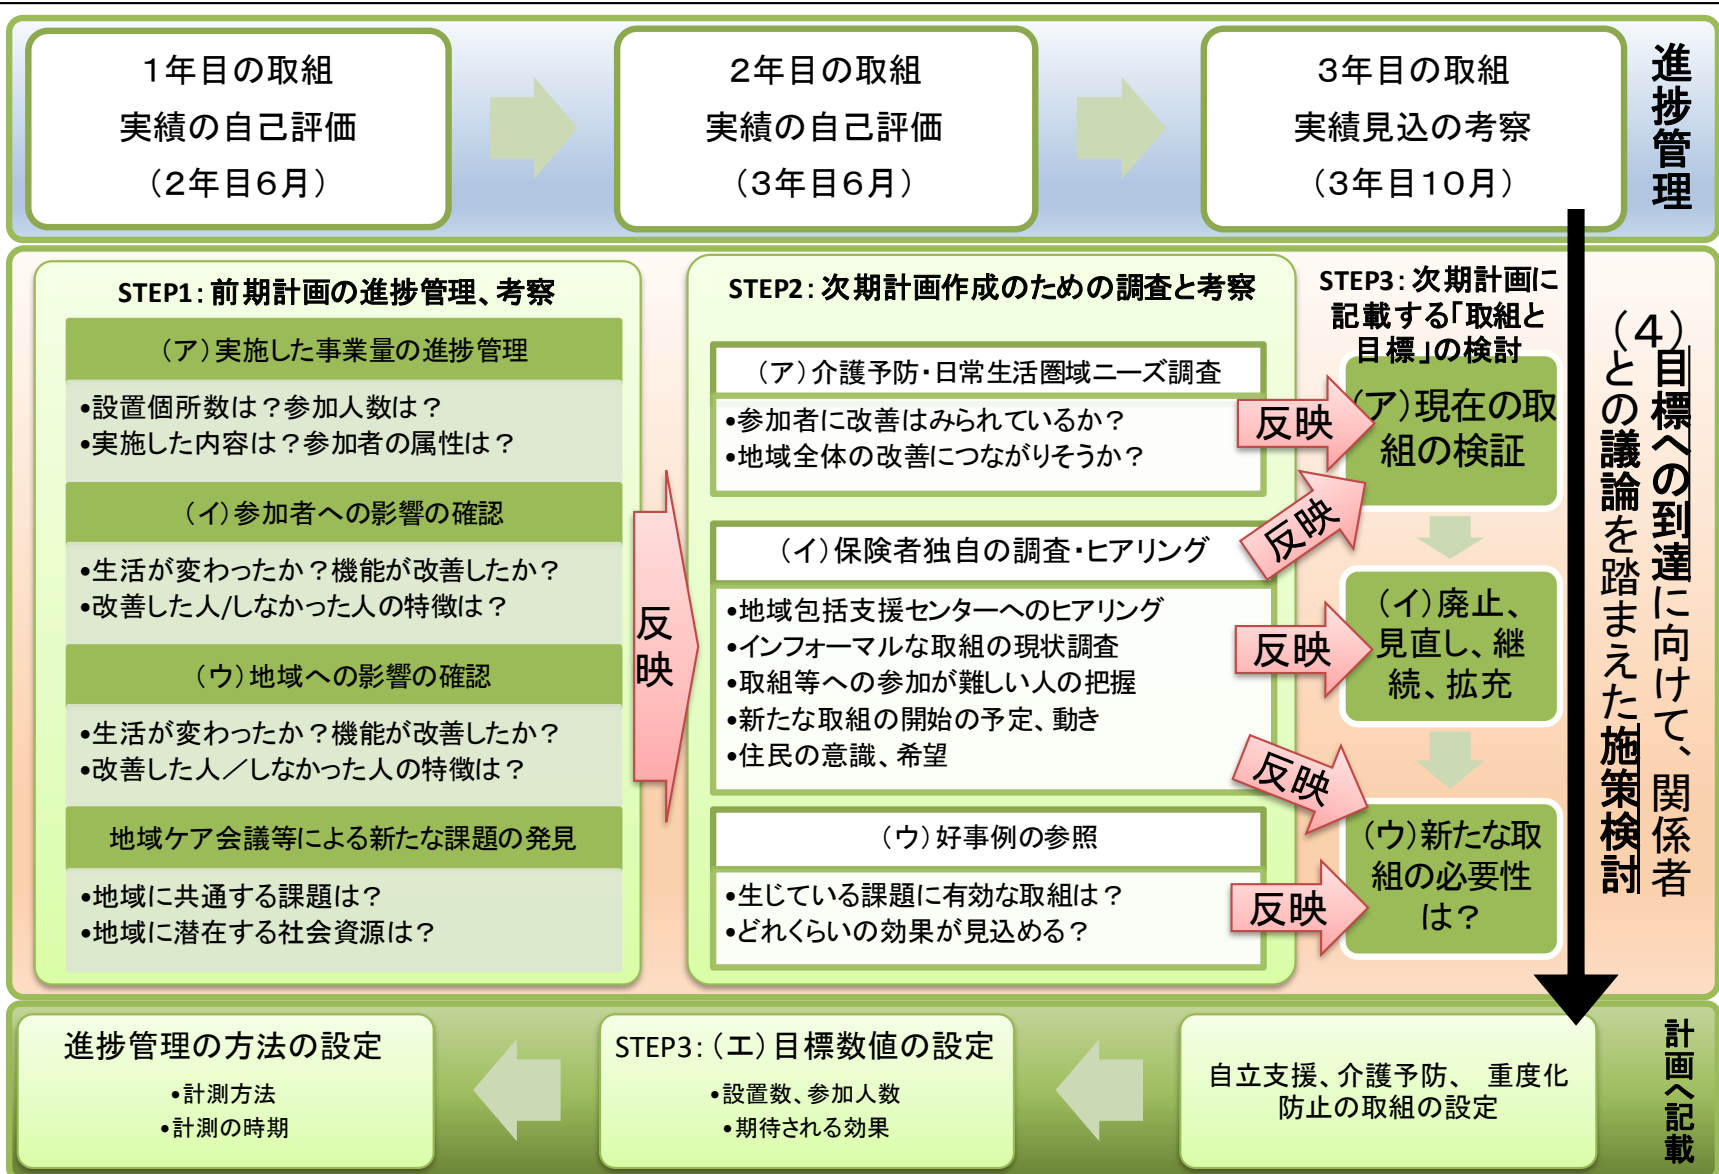 1年目の取組
実績の自己評価
(2年目6月)
2年目の取組
実績の自己評価
(3年目6月)
3年目の取組
実績見込の考察
(3年目10月)
進捗管理
STEP1:前期計画の進捗管理、考察
(ア)実施した事業量の進捗管理
•設置個所数は?参加人数は?
•実施した内容は?参加者の属性は?
(イ)参加者への影響の確認
•生活が変わったか?機能が改善したか?
•改善した人/しなかった人の特徴は?
(ウ)地域への影響の確認
•生活が変わったか?機能が改善したか?
•改善した人/しなかった人の特徴は?
地域ケア会議等による新たな課題の発見
•地域に共通する課題は?
•地域に潜在する社会資源は?
反
映
STEP2:次期計画作成のための調査と考察
(ア)介護予防・日常生活圏域ニーズ調査
•参加者に改善はみられているか?
•地域全体の改善につながりそうか?
(イ)保険者独自の調査・ヒアリング
•地域包括支援センターへのヒアリング
•インフォーマルな取組の現状調査
•取組等への参加が難しい人の把握
•新たな取組の開始の予定、動き
•住民の意識、希望
(ウ)好事例の参照
•生じている課題に有効な取組は?
•どれくらいの効果が見込める?
反映
反映
反映
反映
反映
STEP3:次期計画に
記載する「取組と
目標」の検討
(ア)現在の取
組の検証
(イ)廃止、
見直し、継
続、拡充
(ウ)新たな取
組の必要性
は?
(4)目標への到達に向けて、関係者
との議論を踏まえた施策検討
自立支援、介護予防、 重度化
防止の取組の設定
STEP3:(エ)目標数値の設定
•設置数、参加人数
•期待される効果
進捗管理の方法の設定
•計測方法
•計測の時期
計画へ記載